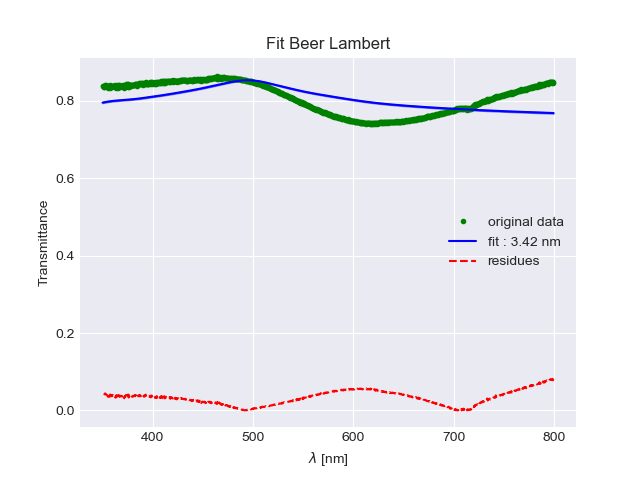 Fit Beer Lambert
Transmittance
0.8
0.6
0.4
0.2
0.0
original data
fit : 3.42 nm
residues
400
500
600
700
800
λ [nm]